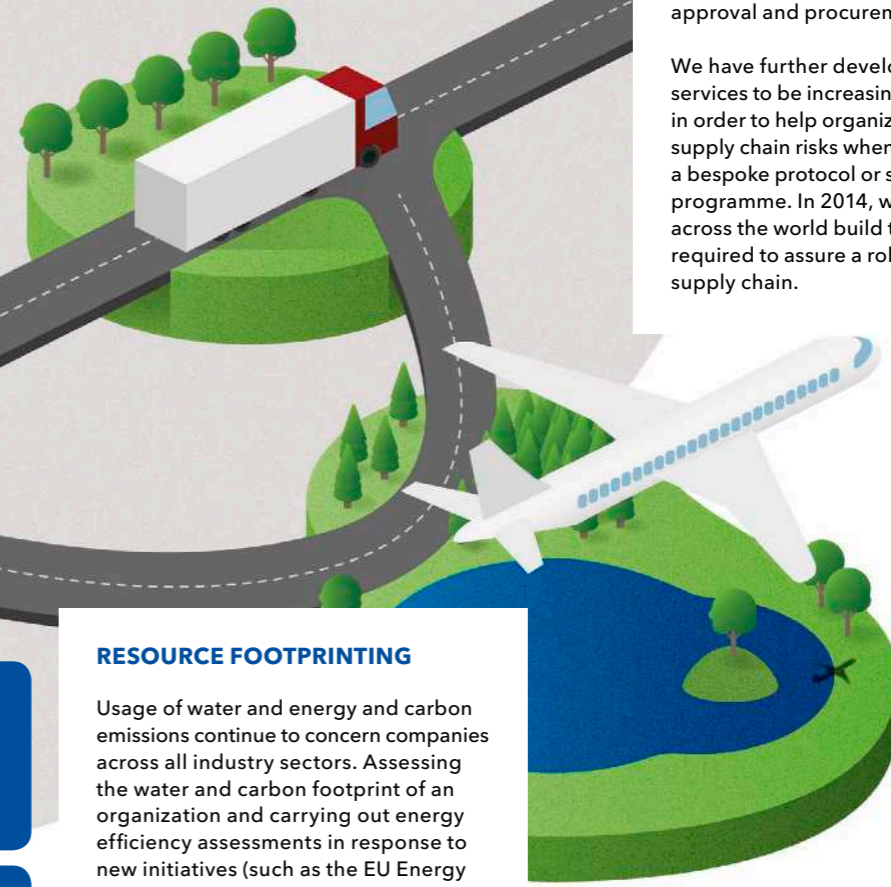 approval and procuremen
We have further develo
services to be increasin
in order to help organiz
supply chain risks when
a bespoke protocol or s
programme. In 2014, w
across the world build t
required to assure a ro
supply chain.
RESOURCE FOOTPRINTING
Usage of water and energy and carbon
emissions continue to concern companies
across all industry sectors. Assessing
the water and carbon footprint of an
organization and carrying out energy
efficiency assessments in response to
new initiatives (such as the EU Energy